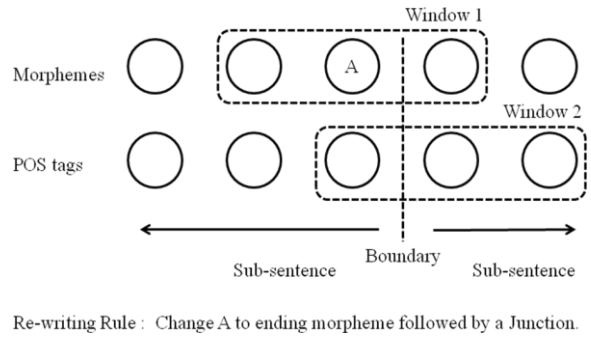 Window 1
Morphemes
A
Window 2
POS tags
Boundary
Sub-sentence Sub-sentence
Re-writing Rule : Change A to ending morpheme followed by a Junction.